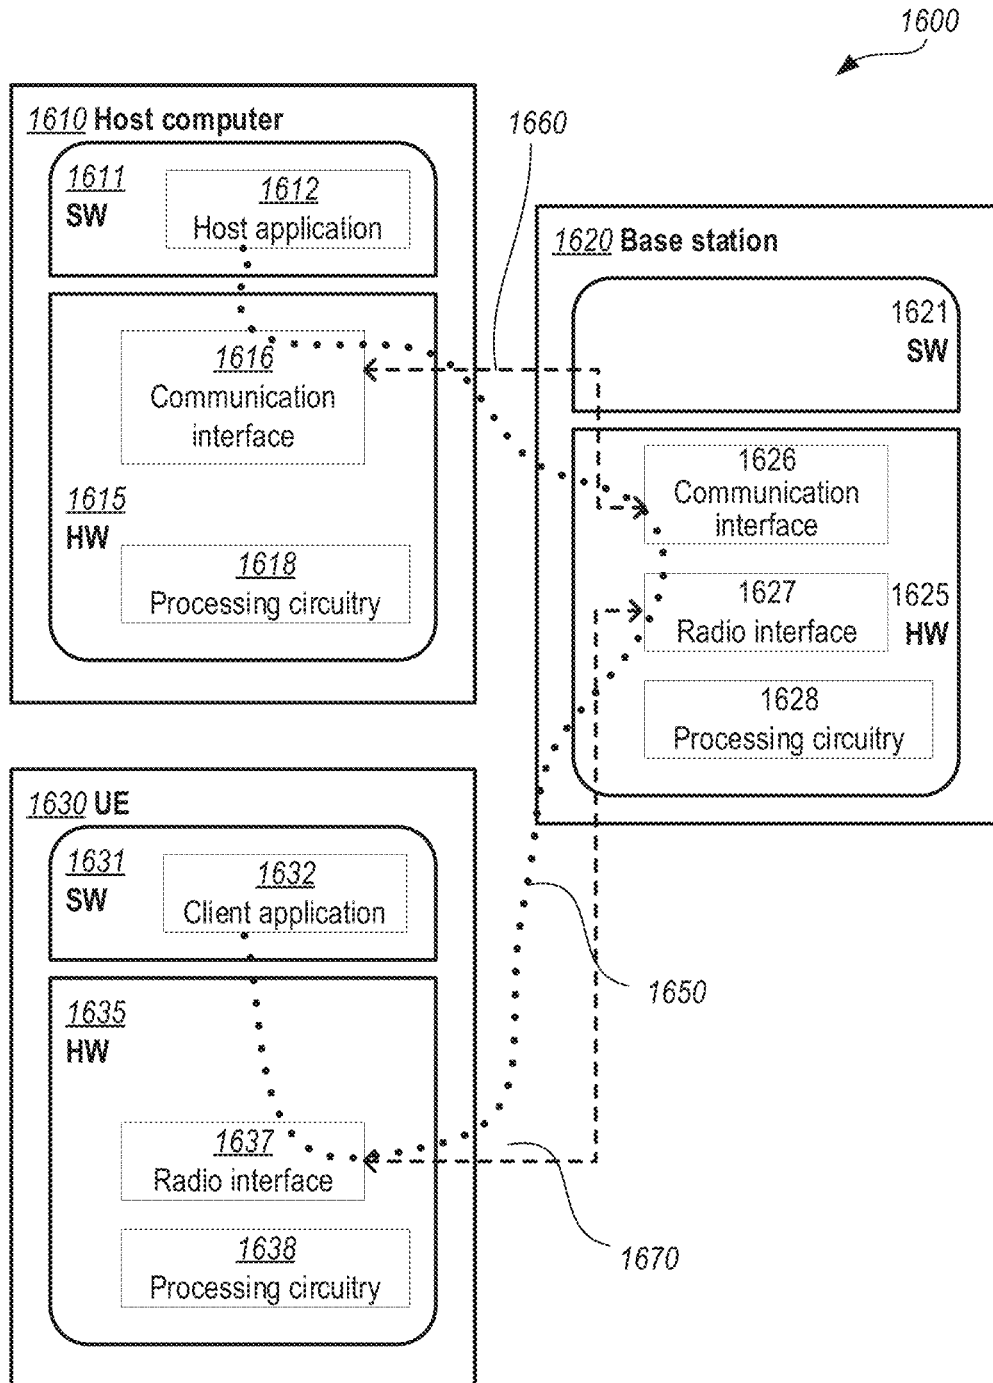 1600
1610 Host computer
1660
1611
SW
1612
Host application
1620 Base station
1616
Communication
interface
1621
SW
1615
HW
1626
Communication
interface
1618
Processing circuitry
1627
Radio interface
1625
HW
1628
Processing circuitry
1630 UE
1631
SW
1632
Client application
1650
1635
HW
1637
Radio interface
1670
1638
Processing circuitry